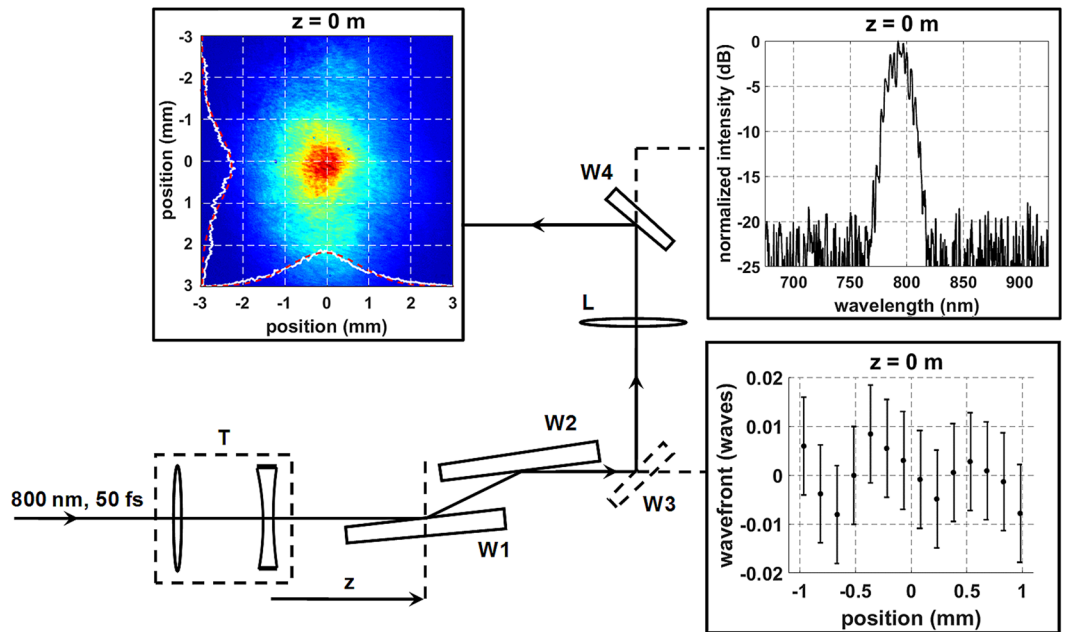 z = 0 m
position (mm)
-3
-2
-1
0
1
2
3
-3 -2 -1 0 1 2 3
position (mm)
z = 0 m
normalized intensity (dB)
0
-5
-10
-15
-20
-25
700 750 800 850 900
wavelength (nm)
W4
L
T
800 nm, 50 fs
z
W1
W2
W3
z = 0 m
wavefront (waves)
0.02
0.01
0
-0.01
-0.02
-1 -0.5 0 0.5 1
position (mm)